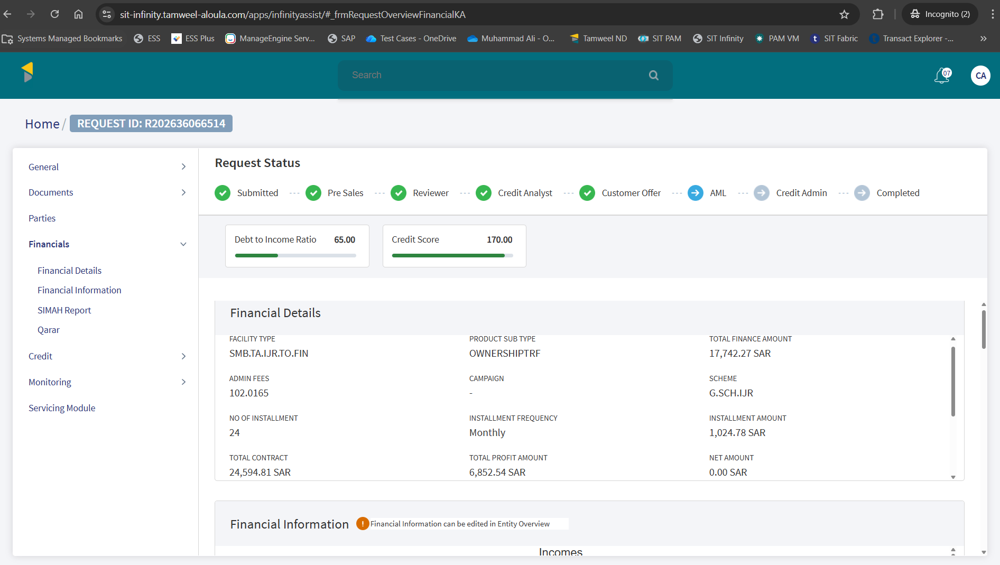 sit-infinity.tamweel-aloula.com/apps/infinityassist/#_frmRequestOverviewFinancialKA
Incognito (2)
Systems Managed Bookmarks ESS ESS Plus ManageEngine Serv... SAP Test Cases - OneDrive Muhammad Ali - O... Tamweel ND SIT PAM SIT Infinity PAM VM SIT Fabric Transact Explorer -...
Search
07
CA
Home / REQUEST ID: R202636066514
General
Documents
Parties
Financials
Financial Details
Financial Information
SIMAH Report
Qarar
Credit
Monitoring
Servicing Module
Request Status
Submitted --- Pre Sales --- Reviewer --- Credit Analyst --- Customer Offer --- AML --- Credit Admin --- Completed
Debt to Income Ratio 65.00
Credit Score 170.00
Financial Details
FACILITY TYPE PRODUCT SUB TYPE TOTAL FINANCE AMOUNT
SMB.TA.IJR.TO.FIN OWNERSHIPTRF 17,742.27 SAR
ADMIN FEES CAMPAIGN SCHEME
102.0165 - G.SCH.IJR
NO OF INSTALLMENT INSTALLMENT FREQUENCY INSTALLMENT AMOUNT
24 Monthly 1,024.78 SAR
TOTAL CONTRACT TOTAL PROFIT AMOUNT NET AMOUNT
24,594.81 SAR 6,852.54 SAR 0.00 SAR
Financial Information ! Financial Information can be edited in Entity Overview
Incomes